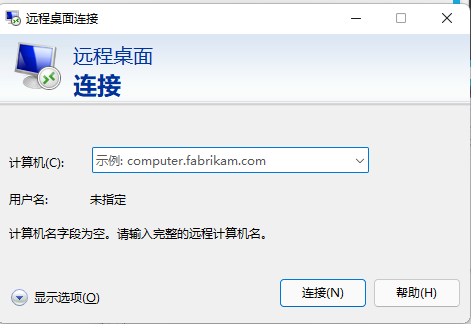 远程桌面连接
远程桌面
连接
计算机(C): 示例: computer.fabrikam.com
用户名: 未指定
计算机名字段为空。请输入完整的远程计算机名。
显示选项(O) 连接(N) 帮助(H)